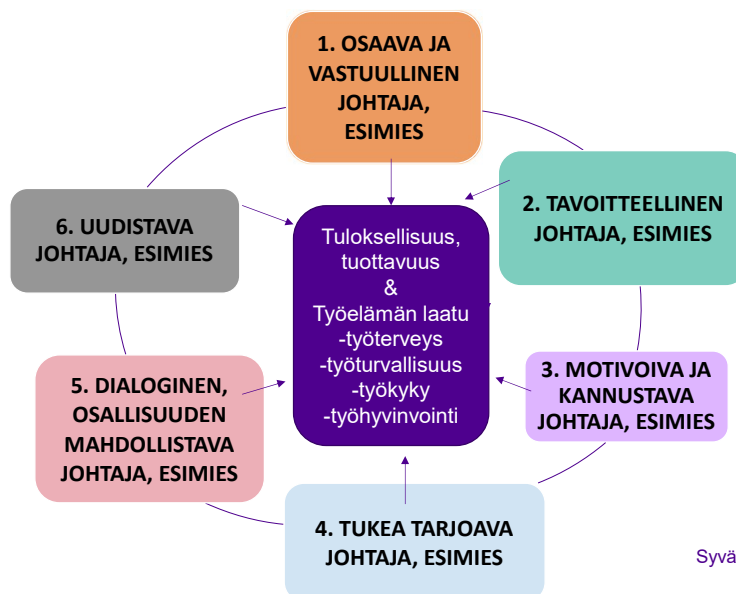 1. OSAAVA JA
VASTUULLINEN
JOHTAJA,
ESIMIES
2. TAVOITTEELLINEN
JOHTAJA, ESIMIES
6. UUDISTAVA
JOHTAJA, ESIMIES
Tuloksellisuus,
tuottavuus
&
Työelämän laatu
-työterveys
-työturvallisuus
-työkyky
-työhyvinvointi
3. MOTIVOIVA JA
KANNUSTAVA
JOHTAJA, ESIMIES
5. DIALOGINEN,
OSALLISUUDEN
MAHDOLLISTAVA
JOHTAJA, ESIMIES
4. TUKEA TARJOAVA
JOHTAJA, ESIMIES
Syvä